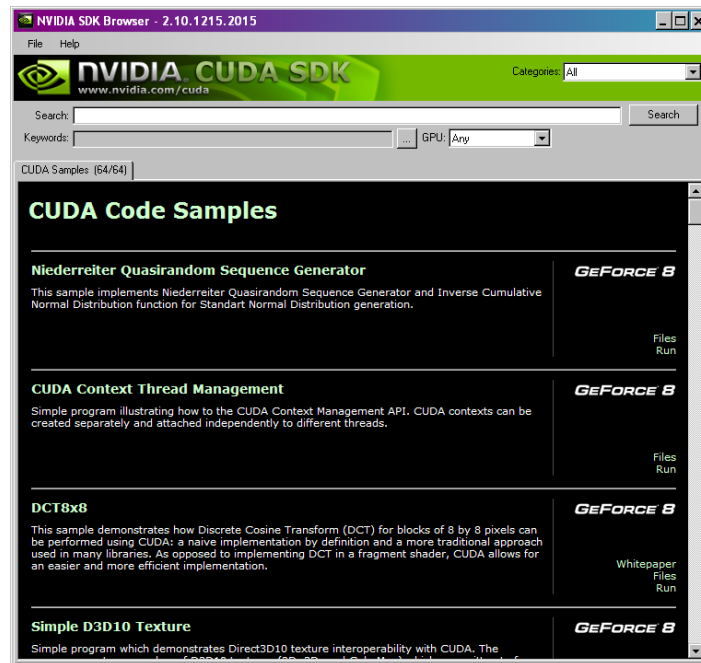 NVIDIA SDK Browser - 2.10.1215.2015
File Help
NVIDIA. CUDA SDK
www.nvidia.com/cuda
Categories: All
Search: Search
Keywords: ... GPU: Any
CUDA Samples (64/64)
CUDA Code Samples
Niederreiter Quasirandom Sequence Generator
GEFORCE 8
This sample implements Niederreiter Quasirandom Sequence Generator and Inverse Cumulative
Normal Distribution function for Standart Normal Distribution generation.
Files
Run
CUDA Context Thread Management
GEFORCE 8
Simple program illustrating how to the CUDA Context Management API. CUDA contexts can be
created separately and attached independently to different threads.
Files
Run
DCT8x8
GEFORCE 8
This sample demonstrates how Discrete Cosine Transform (DCT) for blocks of 8 by 8 pixels can
be performed using CUDA: a naive implementation by definition and a more traditional approach
used in many libraries. As opposed to implementing DCT in a fragment shader, CUDA allows for
an easier and more efficient implementation.
Whitepaper
Files
Run
Simple D3D10 Texture
GEFORCE 8
Simple program which demonstrates Direct3D10 texture interoperability with CUDA. The